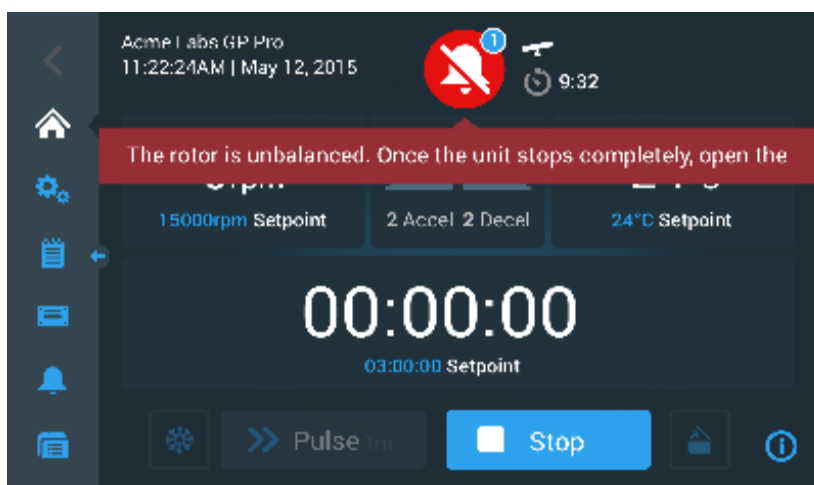 Acme Labs GP Pro
11:22:24AM | May 12, 2015
1
9:32
The rotor is unbalanced. Once the unit stops completely, open the
15000rpm Setpoint
2 Accel 2 Decel
24°C Setpoint
00:00:00
03:00:00 Setpoint
Pulse 1m
Stop